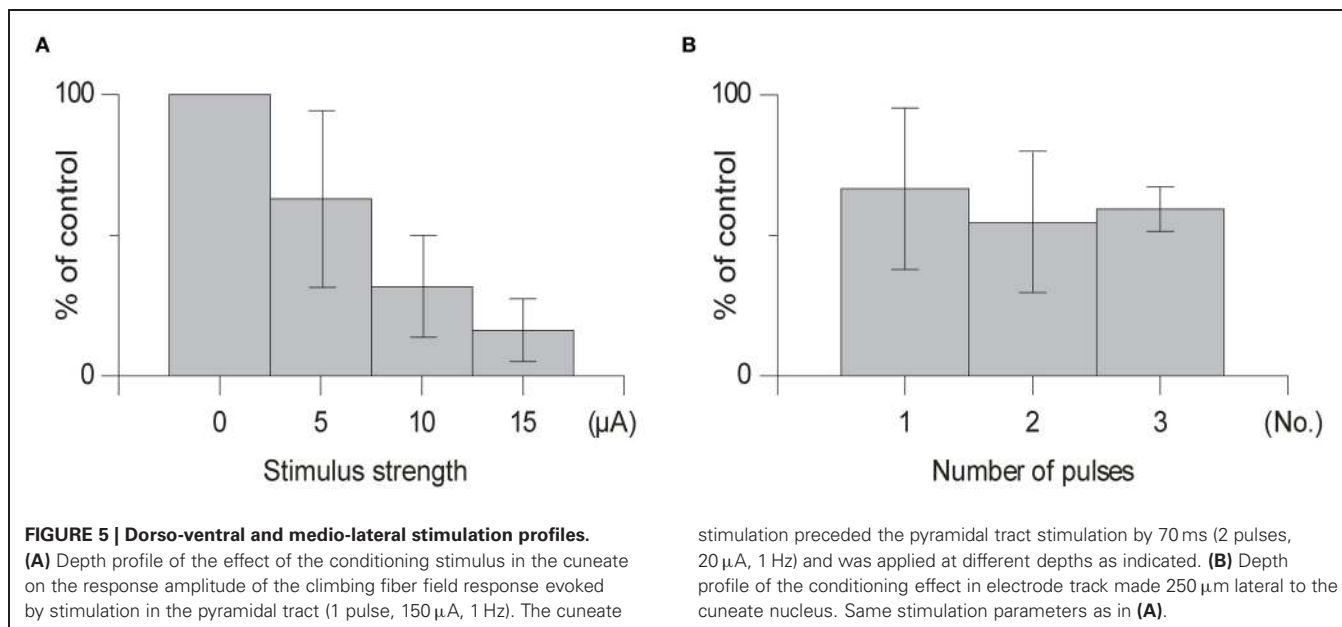 A
100
0
% of control
0 5 10 15 (μA)
Stimulus strength
B
100
0
% of control
1 2 3 (No.)
Number of pulses
FIGURE 5 | Dorso-ventral and medio-lateral stimulation profiles.
(A) Depth profile of the effect of the conditioning stimulus in the cuneate
on the response amplitude of the climbing fiber field response evoked
by stimulation in the pyramidal tract (1 pulse, 150 μA, 1 Hz). The cuneate
stimulation preceded the pyramidal tract stimulation by 70 ms (2 pulses,
20 μA, 1 Hz) and was applied at different depths as indicated. (B) Depth
profile of the conditioning effect in electrode track made 250 μm lateral to the
cuneate nucleus. Same stimulation parameters as in (A).